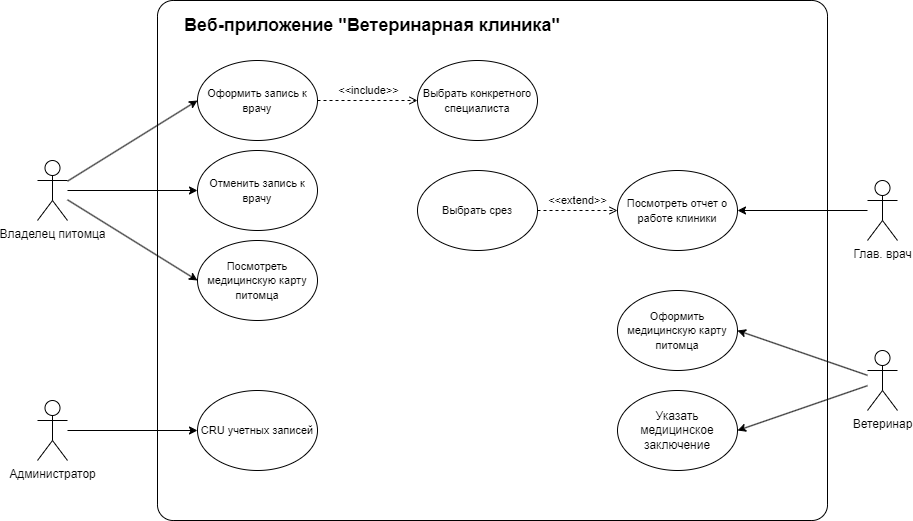 Веб-приложение "Ветеринарная клиника"
Оформить запись к
врачу
<<include>>
Выбрать конкретного
специалиста
Отменить запись к
врачу
Владелец питомца
Посмотреть
медицинскую карту
питомца
Выбрать срез
<<extend>>
Посмотреть отчет о
работе клиники
Глав. врач
Оформить
медицинскую карту
питомца
Ветеринар
Указать
медицинское
заключение
CRU учетных записей
Администратор